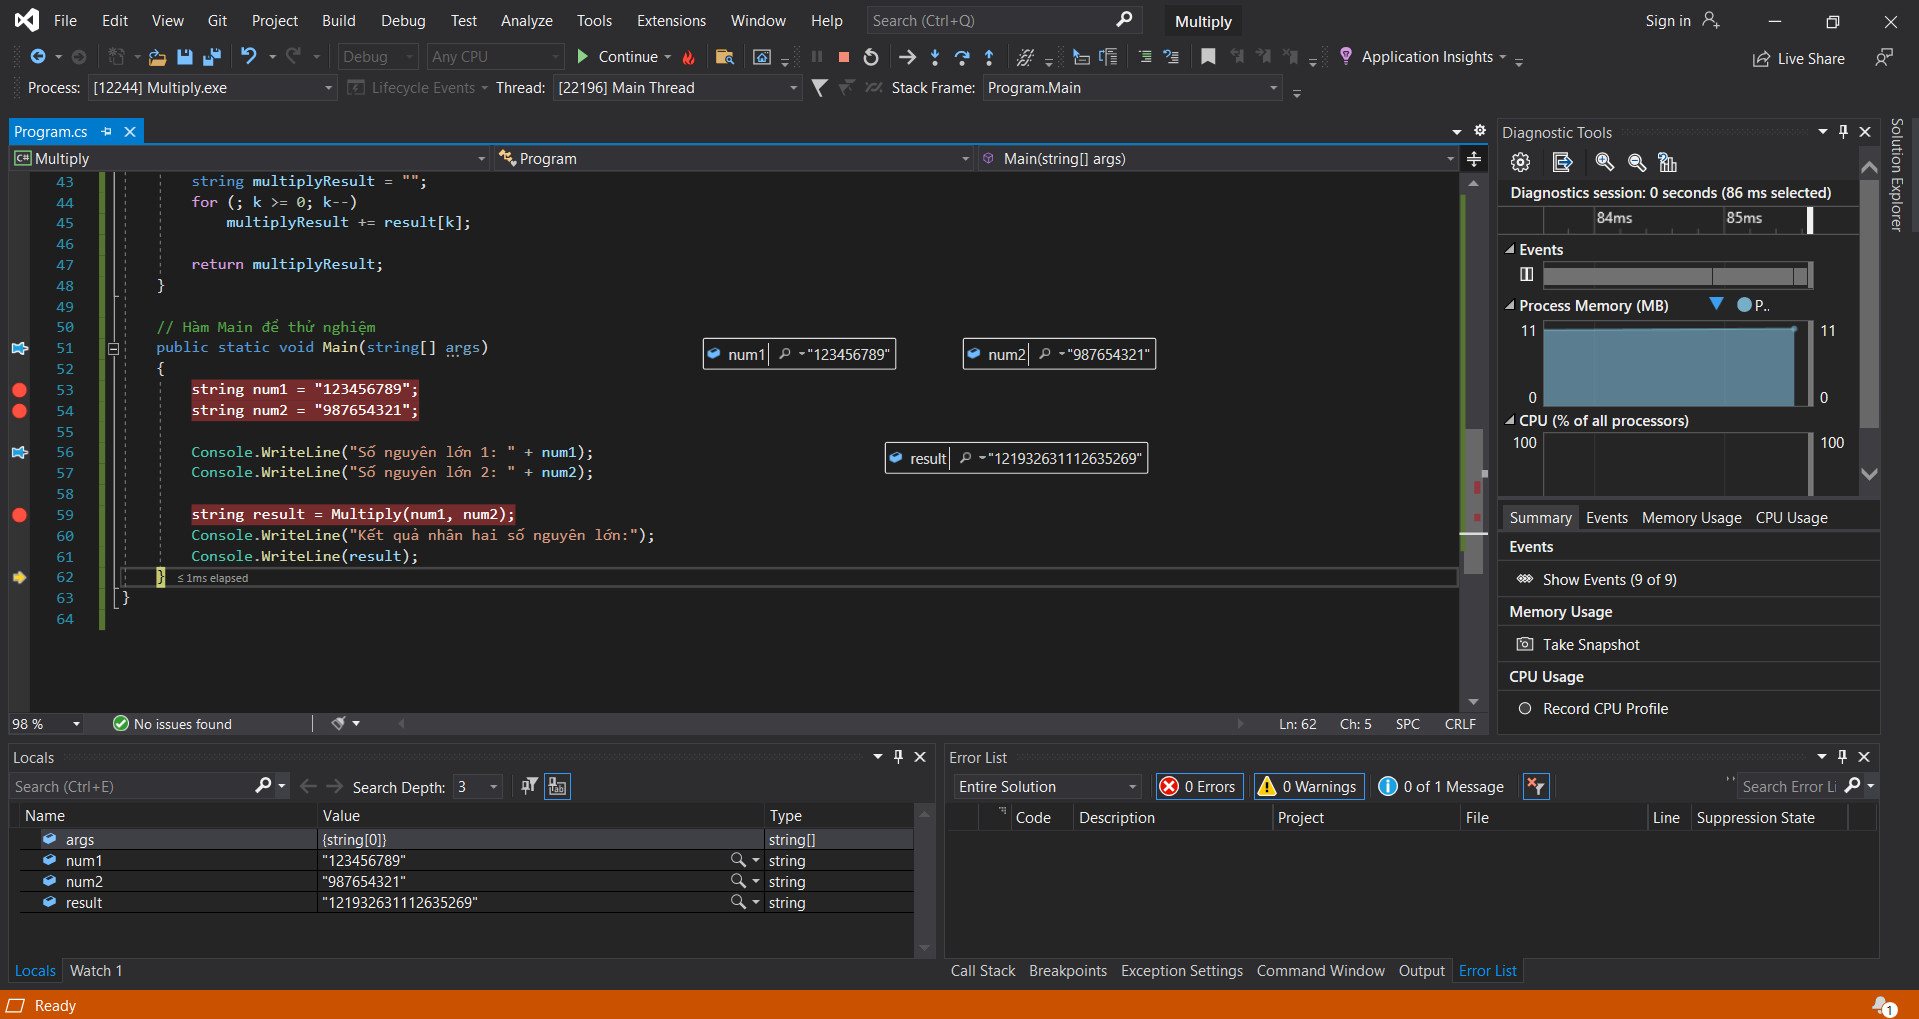 File Edit View Git Project Build Debug Test Analyze Tools Extensions Window Help Search (Ctrl+Q) Multiply Sign in
Debug Any CPU Continue Application Insights Live Share
Process: [12244] Multiply.exe Lifecycle Events Thread: [22196] Main Thread Stack Frame: Program.Main
Program.cs
C# Multiply Program Main(string[] args)
43 string multiplyResult = "";
44 for (; k >= 0; k--)
45 multiplyResult += result[k];
46
47 return multiplyResult;
48 }
49
50 // Hàm Main để thử nghiệm
51 public static void Main(string[] args)
num1 "123456789" num2 "987654321"
52 {
53 string num1 = "123456789";
54 string num2 = "987654321";
55
56 Console.WriteLine("Số nguyên lớn 1: " + num1);
result "121932631112635269"
57 Console.WriteLine("Số nguyên lớn 2: " + num2);
58
59 string result = Multiply(num1, num2);
60 Console.WriteLine("Kết quả nhân hai số nguyên lớn:");
61 Console.WriteLine(result);
62 } ≤ 1ms elapsed
63 }
64
98 % No issues found Ln: 62 Ch: 5 SPC CRLF
Diagnostic Tools
Diagnostics session: 0 seconds (86 ms selected)
84ms 85ms
Events
Process Memory (MB) P..
11 11
0 0
CPU (% of all processors)
100 100
Summary Events Memory Usage CPU Usage
Events
Show Events (9 of 9)
Memory Usage
Take Snapshot
CPU Usage
Record CPU Profile
Solution Explorer
Locals
Search (Ctrl+E) Search Depth: 3
Name Value Type
args {string[0]} string[]
num1 "123456789" string
num2 "987654321" string
result "121932631112635269" string
Locals Watch 1
Error List
Entire Solution 0 Errors 0 Warnings 0 of 1 Message Search Error Li
Code Description Project File Line Suppression State
Call Stack Breakpoints Exception Settings Command Window Output Error List
Ready 1